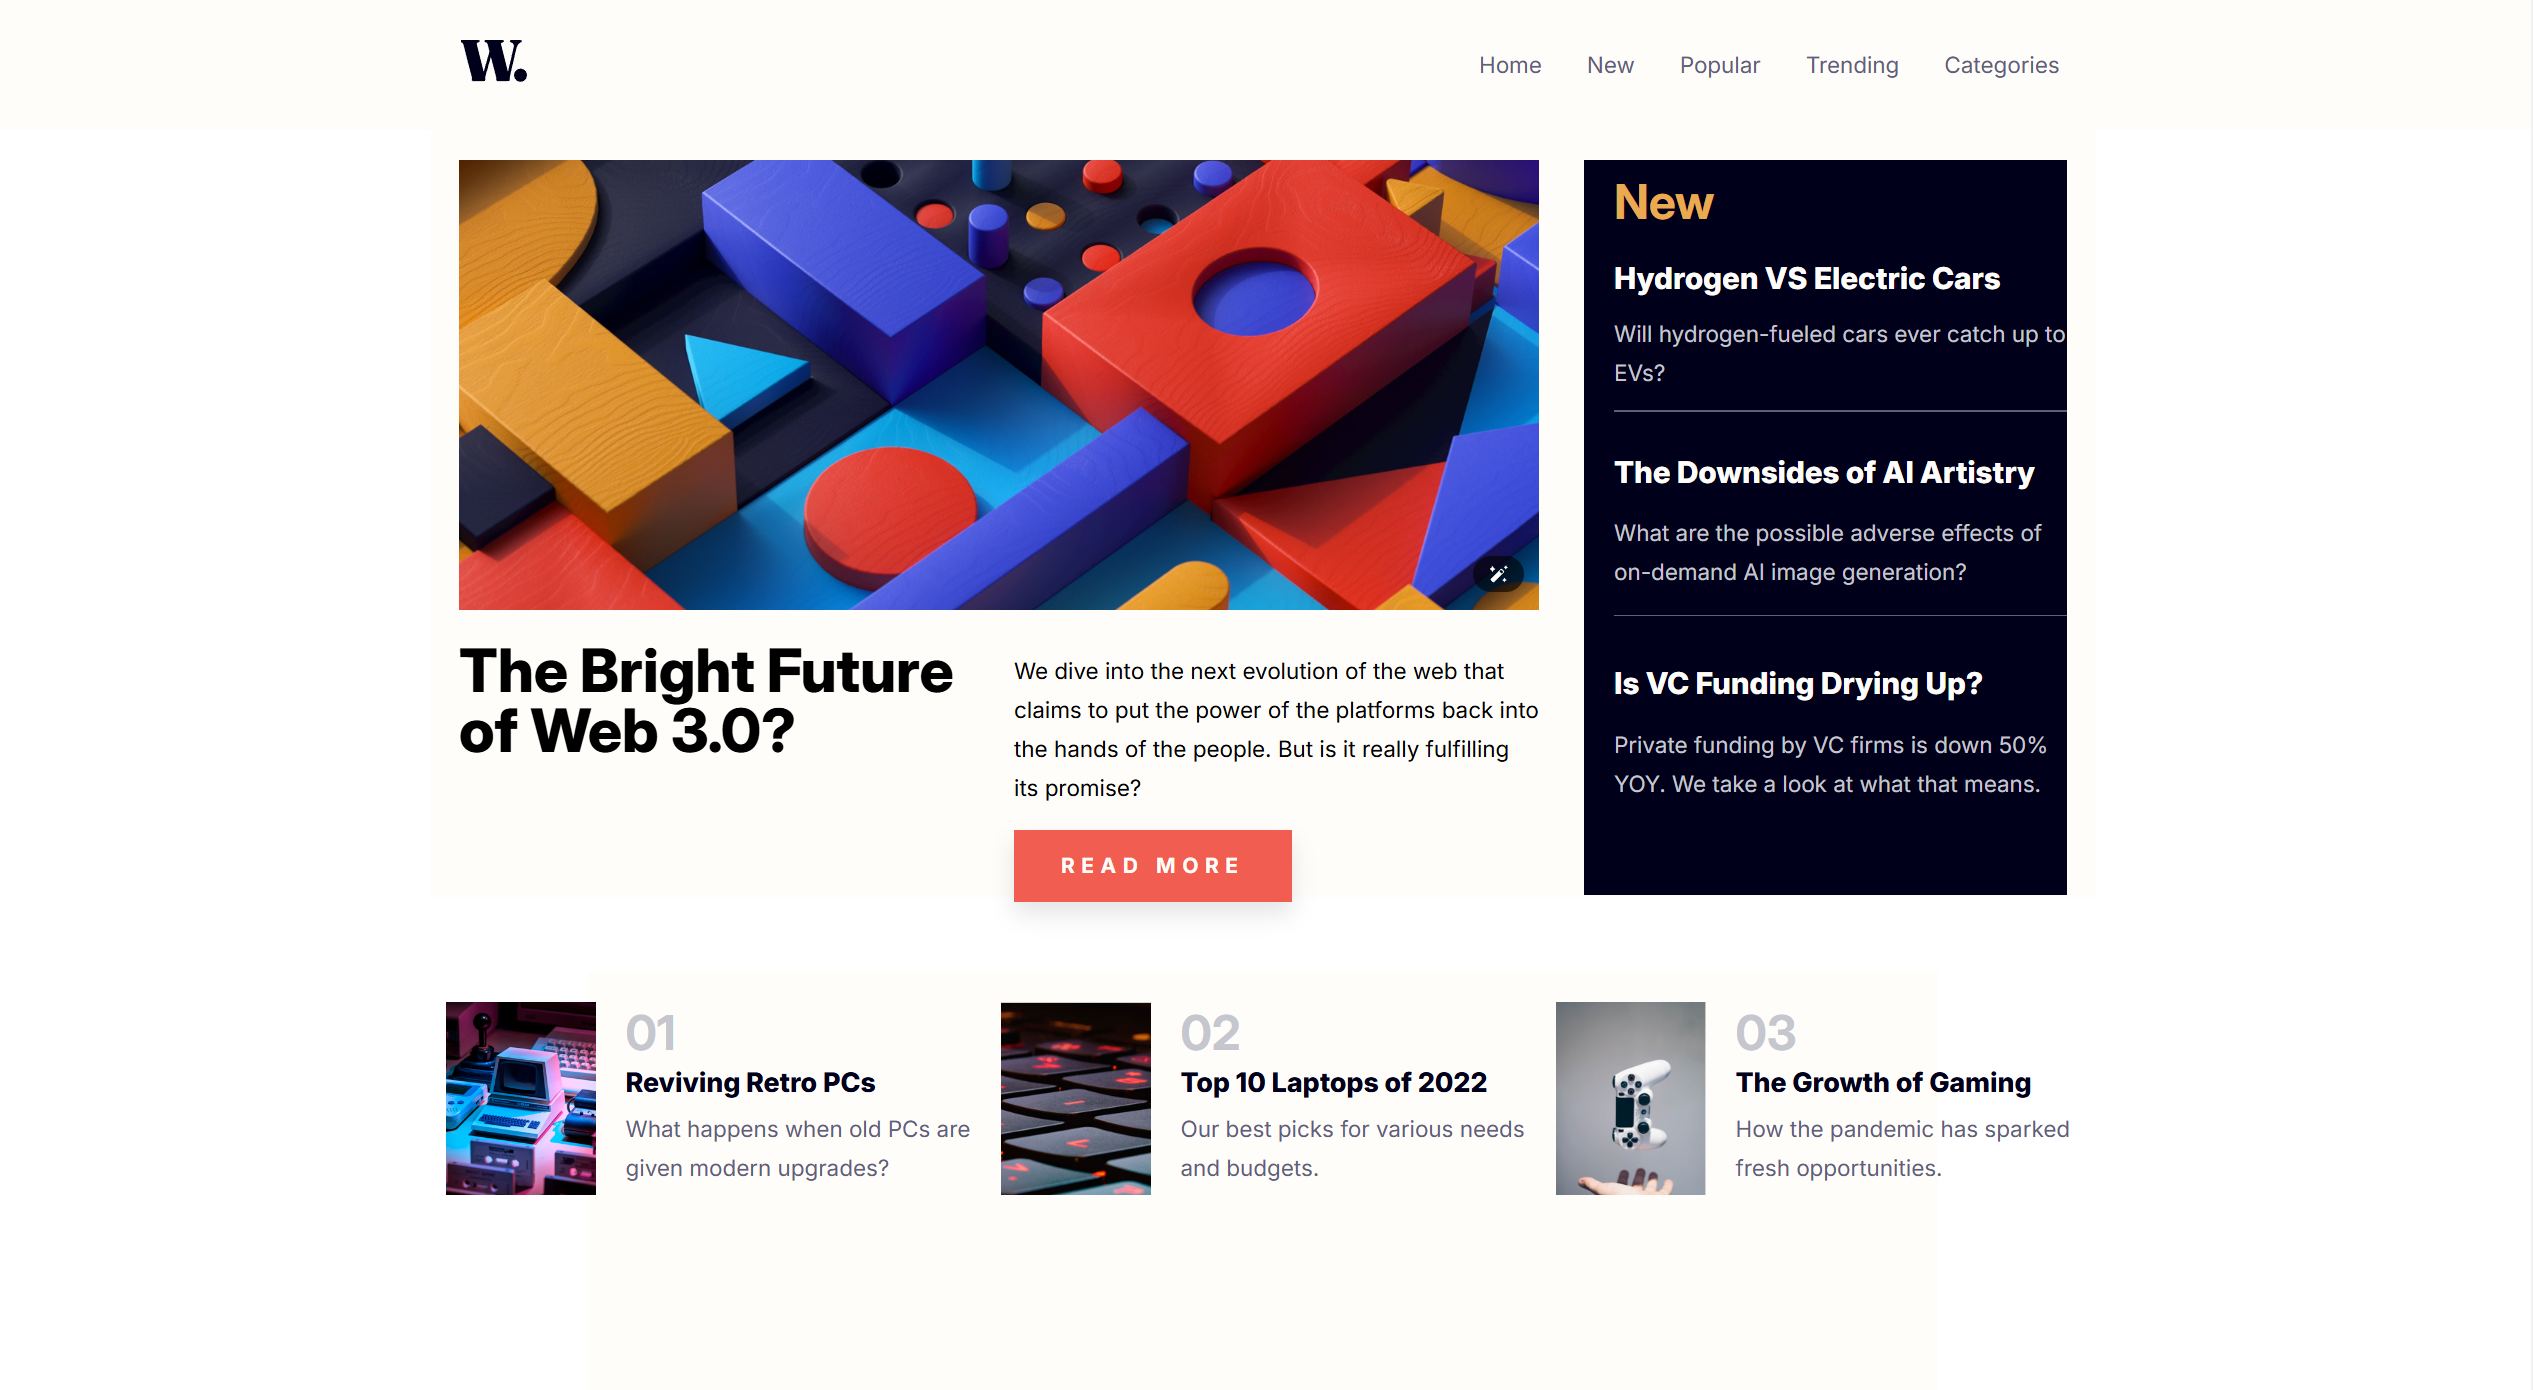 W.
Home New Popular Trending Categories
The Bright Future
of Web 3.0?
We dive into the next evolution of the web that
claims to put the power of the platforms back into
the hands of the people. But is it really fulfilling
its promise?
READ MORE
New
Hydrogen VS Electric Cars
Will hydrogen-fueled cars ever catch up to
EVs?
The Downsides of AI Artistry
What are the possible adverse effects of
on-demand AI image generation?
Is VC Funding Drying Up?
Private funding by VC firms is down 50%
YOY. We take a look at what that means.
01
Reviving Retro PCs
What happens when old PCs are
given modern upgrades?
02
Top 10 Laptops of 2022
Our best picks for various needs
and budgets.
03
The Growth of Gaming
How the pandemic has sparked
fresh opportunities.